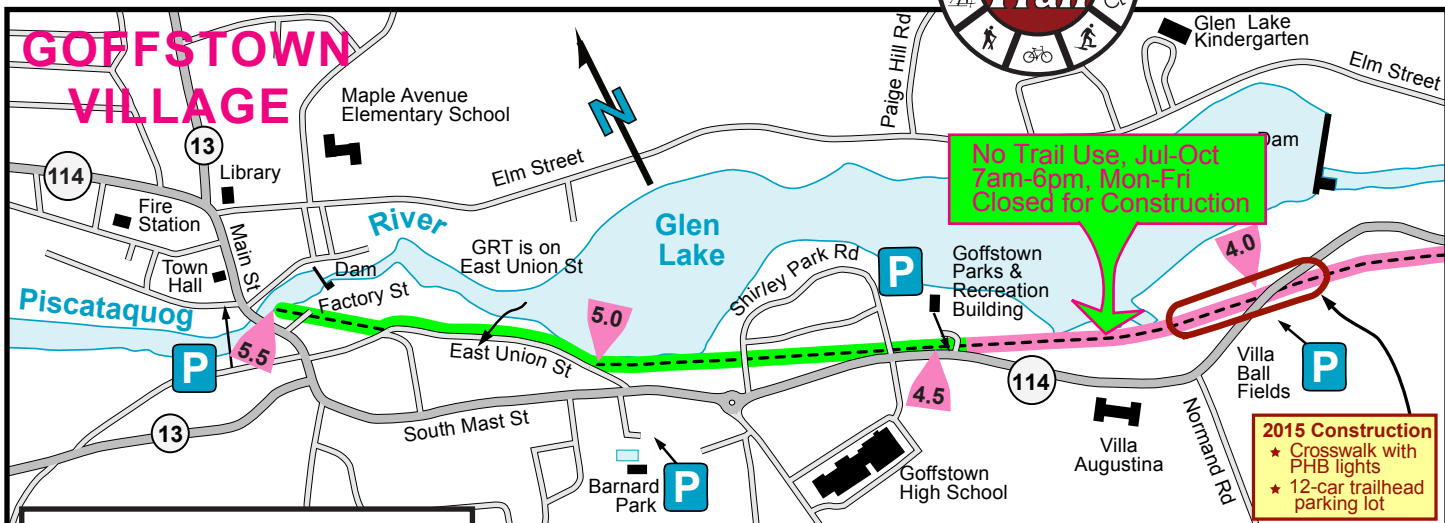 Trail
GOFFSTOWN
VILLAGE
13
114
Library
Maple Avenue
Elementary School
Fire
Station
Town
Hall
Main St
Elm Street
N
Paige Hill Rd
Glen Lake
Kindergarten
Elm Street
No Trail Use, Jul-Oct
7am-6pm, Mon-Fri
Closed for Construction
Dam
River
GRT is on
East Union St
Glen
Lake
Dam
Factory St
Piscataquog
5.5
P
East Union St
5.0
Shirley Park Rd
P
Goffstown
Parks &
Recreation
Building
4.0
4.5
114
Villa
Ball
Fields
P
13
South Mast St
Barnard
Park
P
Goffstown
High School
Villa
Augustina
Normand Rd
2015 Construction
★ Crosswalk with
PHB lights
★ 12-car trailhead
parking lot